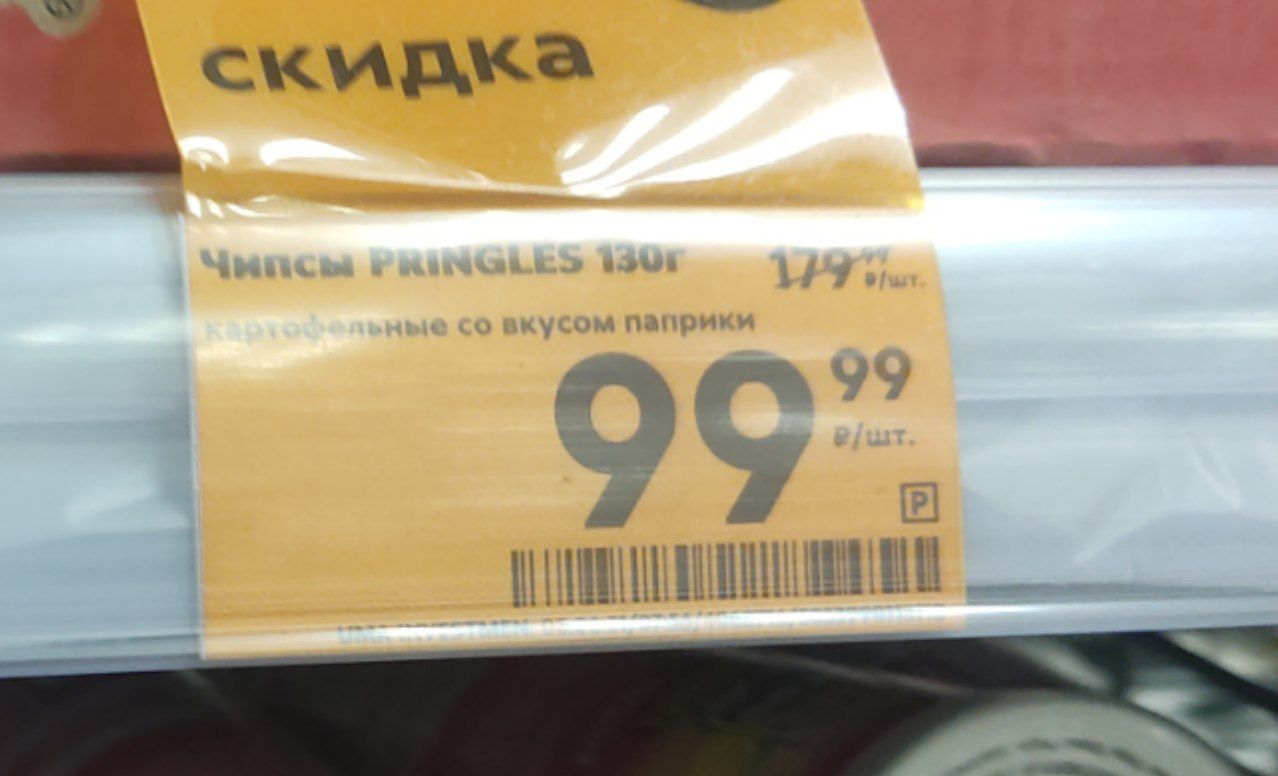 скидка
Чипсы PRINGLES 130г
179 99 ₽/шт.
картофельные со вкусом паприки
99 99
₽/шт.
P